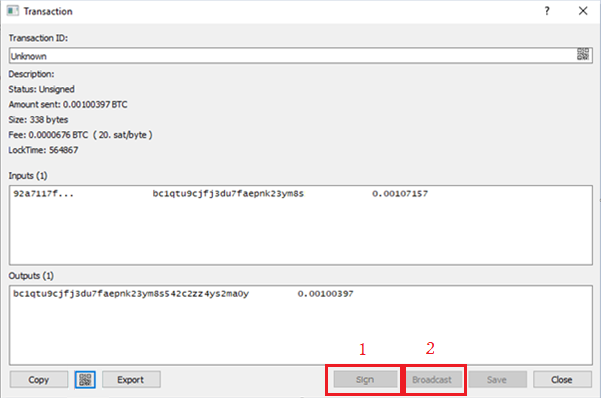 Transaction
Transaction ID:
Unknown
Description:
Status: Unsigned
Amount sent: 0.00100397 BTC
Size: 338 bytes
Fee: 0.0000676 BTC ( 20. sat/byte )
LockTime: 564867
Inputs (1)
92a7117f... bc1qtu9cjfj3du7faepnk23ym8s 0.00107157
Outputs (1)
bc1qtu9cjfj3du7faepnk23ym8s542c2zz4ys2ma0y 0.00100397
1 2
Copy Export Sign Broadcast Save Close